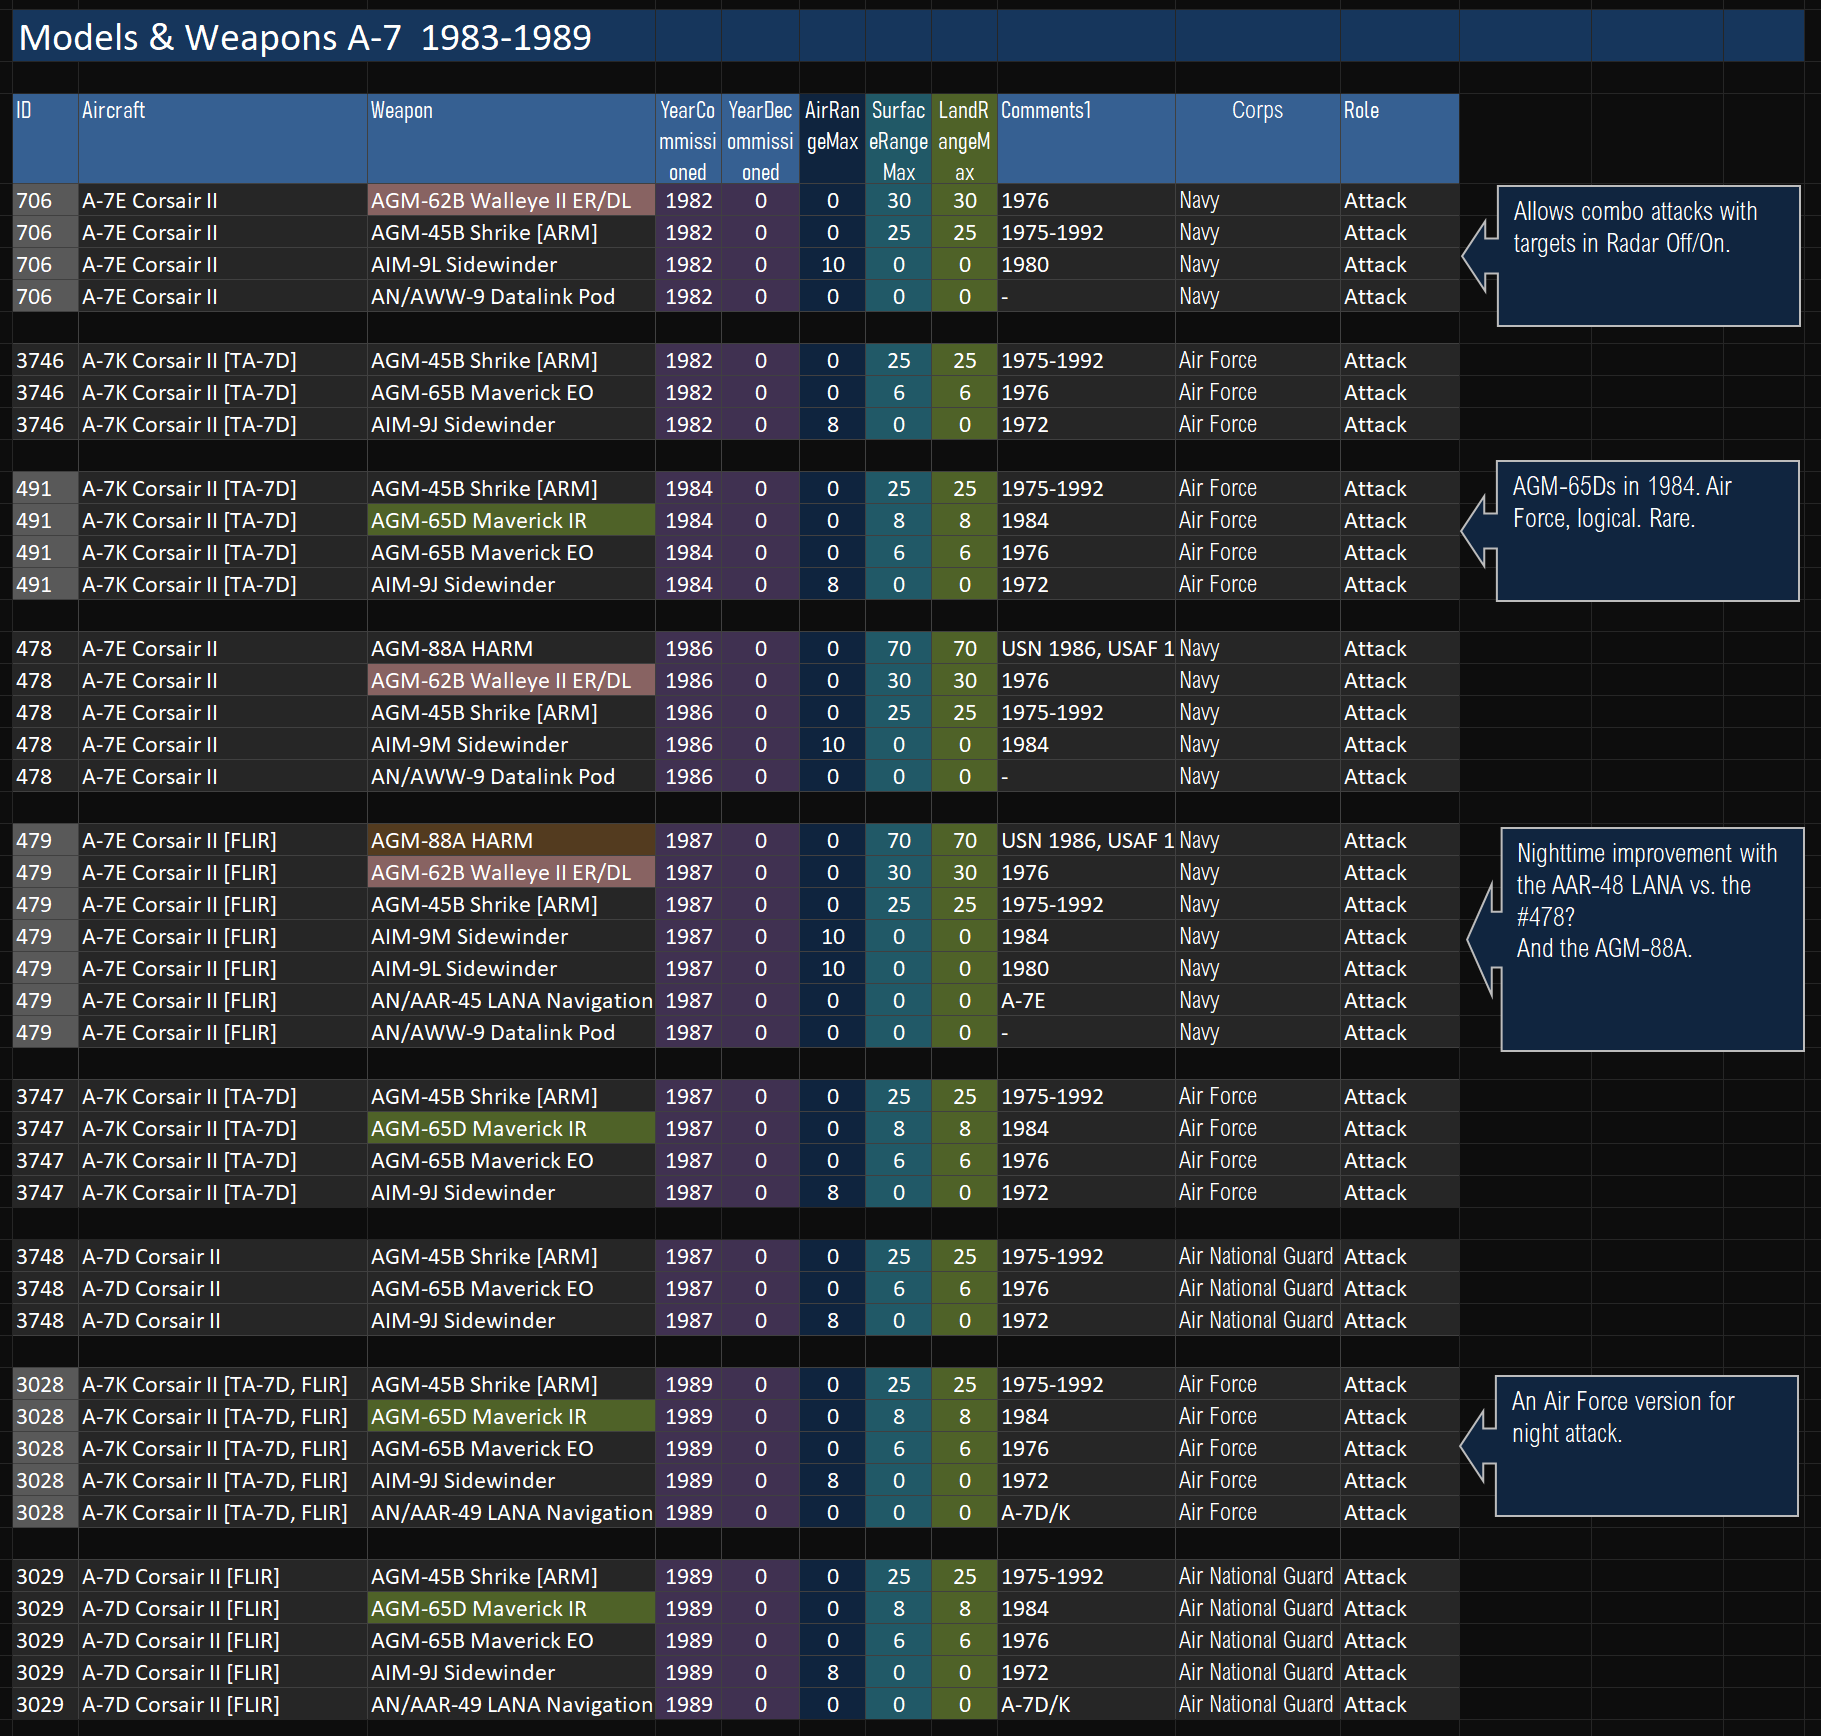 Models & Weapons A-7  1983-1989
ID Aircraft Weapon YearCommissioned YearDecommissioned AirRangeMax SurfaceRangeMax LandRangeMax Comments1 Corps Role
706 A-7E Corsair II AGM-62B Walleye II ER/DL 1982 0 0 30 30 1976 Navy Attack
706 A-7E Corsair II AGM-45B Shrike [ARM] 1982 0 0 25 25 1975-1992 Navy Attack
706 A-7E Corsair II AIM-9L Sidewinder 1982 0 10 0 0 1980 Navy Attack
706 A-7E Corsair II AN/AWW-9 Datalink Pod 1982 0 0 0 0 - Navy Attack
Allows combo attacks with
targets in Radar Off/On.
3746 A-7K Corsair II [TA-7D] AGM-45B Shrike [ARM] 1982 0 0 25 25 1975-1992 Air Force Attack
3746 A-7K Corsair II [TA-7D] AGM-65B Maverick EO 1982 0 0 6 6 1976 Air Force Attack
3746 A-7K Corsair II [TA-7D] AIM-9J Sidewinder 1982 0 8 0 0 1972 Air Force Attack
491 A-7K Corsair II [TA-7D] AGM-45B Shrike [ARM] 1984 0 0 25 25 1975-1992 Air Force Attack
491 A-7K Corsair II [TA-7D] AGM-65D Maverick IR 1984 0 0 8 8 1984 Air Force Attack
491 A-7K Corsair II [TA-7D] AGM-65B Maverick EO 1984 0 0 6 6 1976 Air Force Attack
491 A-7K Corsair II [TA-7D] AIM-9J Sidewinder 1984 0 8 0 0 1972 Air Force Attack
AGM-65Ds in 1984. Air
Force, logical. Rare.
478 A-7E Corsair II AGM-88A HARM 1986 0 0 70 70 USN 1986, USAF 1 Navy Attack
478 A-7E Corsair II AGM-62B Walleye II ER/DL 1986 0 0 30 30 1976 Navy Attack
478 A-7E Corsair II AGM-45B Shrike [ARM] 1986 0 0 25 25 1975-1992 Navy Attack
478 A-7E Corsair II AIM-9M Sidewinder 1986 0 10 0 0 1984 Navy Attack
478 A-7E Corsair II AN/AWW-9 Datalink Pod 1986 0 0 0 0 - Navy Attack
479 A-7E Corsair II [FLIR] AGM-88A HARM 1987 0 0 70 70 USN 1986, USAF 1 Navy Attack
479 A-7E Corsair II [FLIR] AGM-62B Walleye II ER/DL 1987 0 0 30 30 1976 Navy Attack
479 A-7E Corsair II [FLIR] AGM-45B Shrike [ARM] 1987 0 0 25 25 1975-1992 Navy Attack
479 A-7E Corsair II [FLIR] AIM-9M Sidewinder 1987 0 10 0 0 1984 Navy Attack
479 A-7E Corsair II [FLIR] AIM-9L Sidewinder 1987 0 10 0 0 1980 Navy Attack
479 A-7E Corsair II [FLIR] AN/AAR-45 LANA Navigation 1987 0 0 0 0 A-7E Navy Attack
479 A-7E Corsair II [FLIR] AN/AWW-9 Datalink Pod 1987 0 0 0 0 - Navy Attack
Nighttime improvement with
the AAR-48 LANA vs. the
#478?
And the AGM-88A.
3747 A-7K Corsair II [TA-7D] AGM-45B Shrike [ARM] 1987 0 0 25 25 1975-1992 Air Force Attack
3747 A-7K Corsair II [TA-7D] AGM-65D Maverick IR 1987 0 0 8 8 1984 Air Force Attack
3747 A-7K Corsair II [TA-7D] AGM-65B Maverick EO 1987 0 0 6 6 1976 Air Force Attack
3747 A-7K Corsair II [TA-7D] AIM-9J Sidewinder 1987 0 8 0 0 1972 Air Force Attack
3748 A-7D Corsair II AGM-45B Shrike [ARM] 1987 0 0 25 25 1975-1992 Air National Guard Attack
3748 A-7D Corsair II AGM-65B Maverick EO 1987 0 0 6 6 1976 Air National Guard Attack
3748 A-7D Corsair II AIM-9J Sidewinder 1987 0 8 0 0 1972 Air National Guard Attack
3028 A-7K Corsair II [TA-7D, FLIR] AGM-45B Shrike [ARM] 1989 0 0 25 25 1975-1992 Air Force Attack
3028 A-7K Corsair II [TA-7D, FLIR] AGM-65D Maverick IR 1989 0 0 8 8 1984 Air Force Attack
3028 A-7K Corsair II [TA-7D, FLIR] AGM-65B Maverick EO 1989 0 0 6 6 1976 Air Force Attack
3028 A-7K Corsair II [TA-7D, FLIR] AIM-9J Sidewinder 1989 0 8 0 0 1972 Air Force Attack
3028 A-7K Corsair II [TA-7D, FLIR] AN/AAR-49 LANA Navigation 1989 0 0 0 0 A-7D/K Air Force Attack
An Air Force version for
night attack.
3029 A-7D Corsair II [FLIR] AGM-45B Shrike [ARM] 1989 0 0 25 25 1975-1992 Air National Guard Attack
3029 A-7D Corsair II [FLIR] AGM-65D Maverick IR 1989 0 0 8 8 1984 Air National Guard Attack
3029 A-7D Corsair II [FLIR] AGM-65B Maverick EO 1989 0 0 6 6 1976 Air National Guard Attack
3029 A-7D Corsair II [FLIR] AIM-9J Sidewinder 1989 0 8 0 0 1972 Air National Guard Attack
3029 A-7D Corsair II [FLIR] AN/AAR-49 LANA Navigation 1989 0 0 0 0 A-7D/K Air National Guard Attack